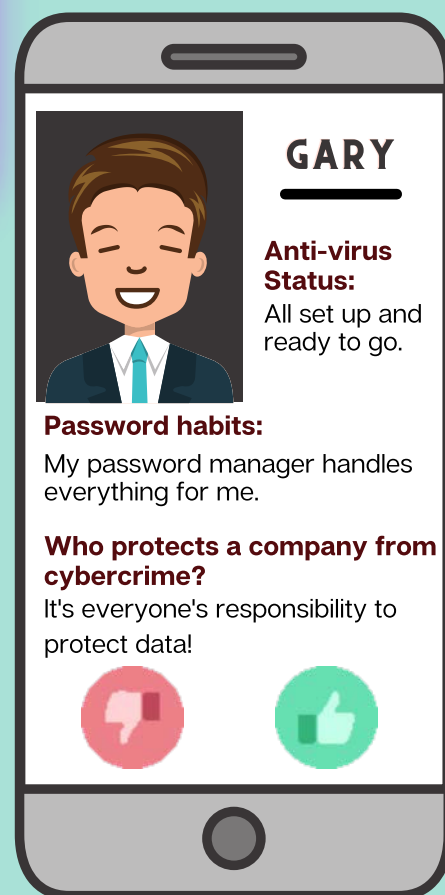 GARY
Anti-virus
Status:
All set up and
ready to go.
Password habits:
My password manager handles
everything for me.
Who protects a company from
cybercrime?
It's everyone's responsibility to
protect data!